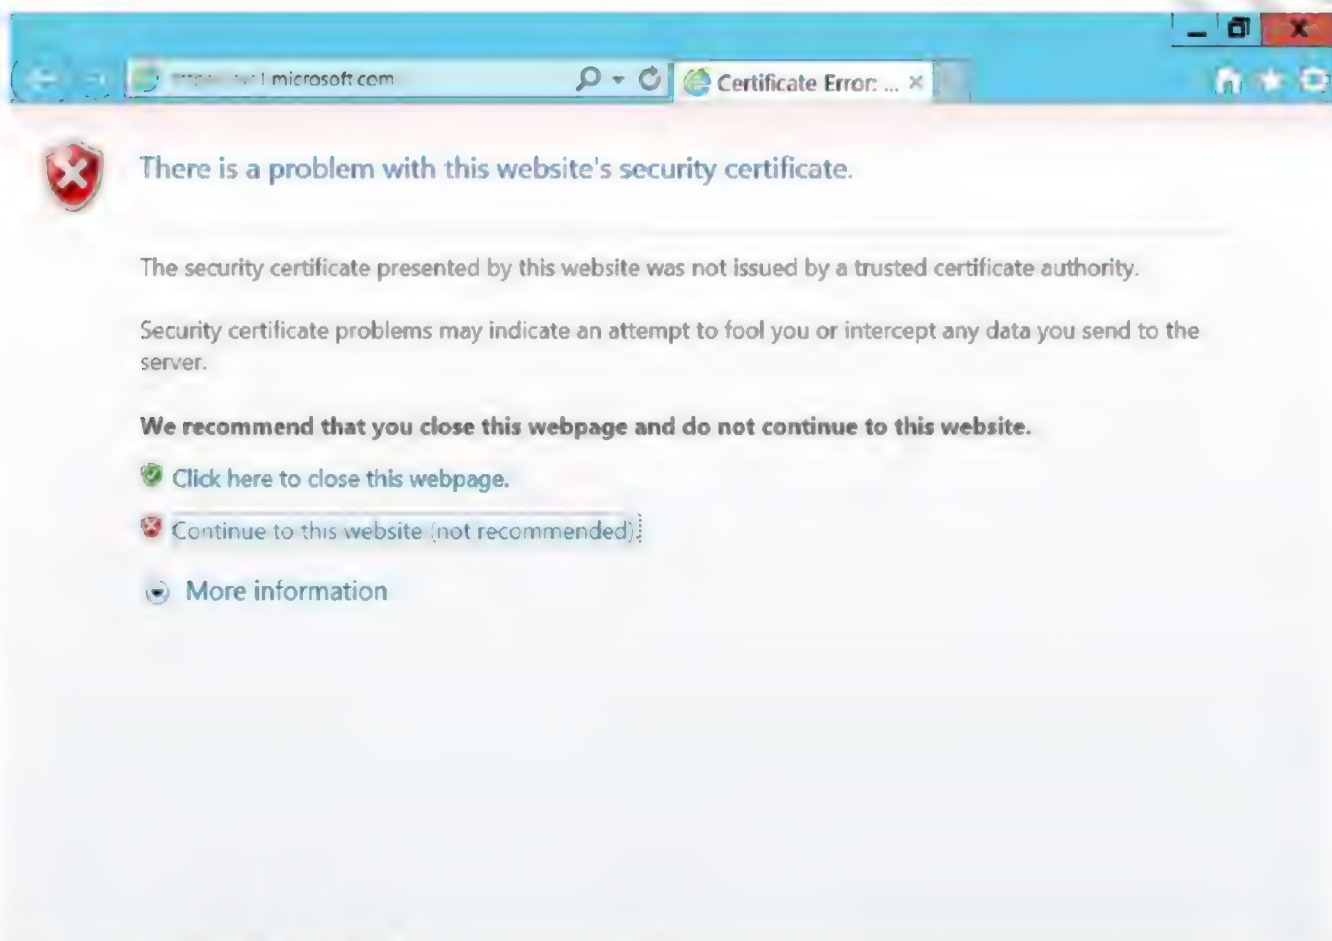 microsoft.com
Certificate Error: ...
There is a problem with this website's security certificate.
The security certificate presented by this website was not issued by a trusted certificate authority.
Security certificate problems may indicate an attempt to fool you or intercept any data you send to the
server.
We recommend that you close this webpage and do not continue to this website.
Click here to close this webpage.
Continue to this website (not recommended).
More information